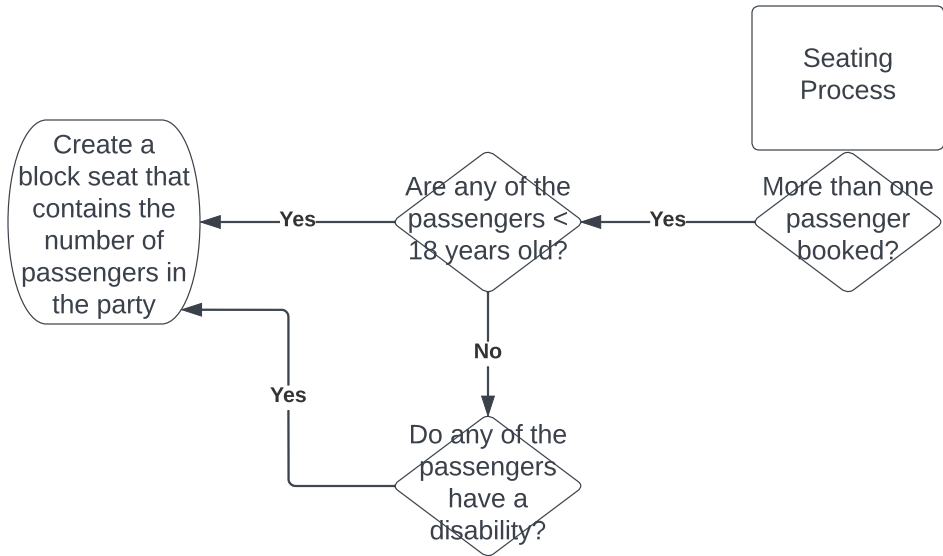 Seating
Process
Create a
block seat that
contains the
number of
passengers in
the party
Yes
Are any of the
passengers <
18 years old?
Yes
More than one
passenger
booked?
No
Yes
Do any of the
passengers
have a
disability?